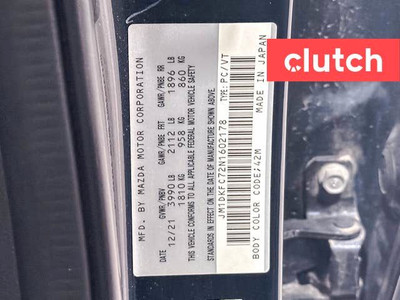 clutch
MFD. BY MAZDA MOTOR CORPORATION
DATE GVWR/PNBV GAWR/PNBE FRT GAWR/PNBE RR
12/21 3990 LB 2112 LB 1896 LB
1810 KG 958 KG 860 KG
THIS VEHICLE CONFORMS TO ALL APPLICABLE FEDERAL MOTOR VEHICLE SAFETY
STANDARDS IN EFFECT ON THE DATE OF MANUFACTURE SHOWN ABOVE.
JM1DKFC72N1602178 TYPE:PC/VT
BODY COLOR CODE:42M MADE IN JAPAN